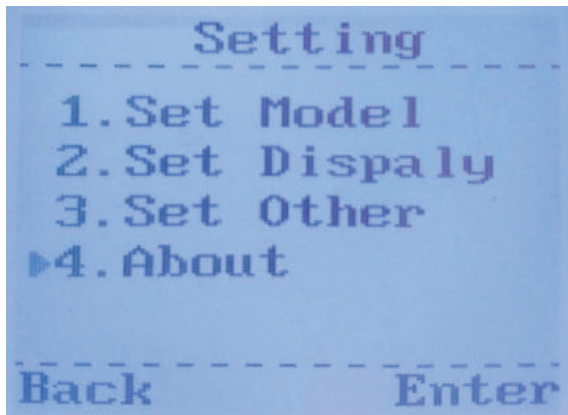 Setting
1.Set Model
2.Set Dispaly
3.Set Other
4.About
Back Enter